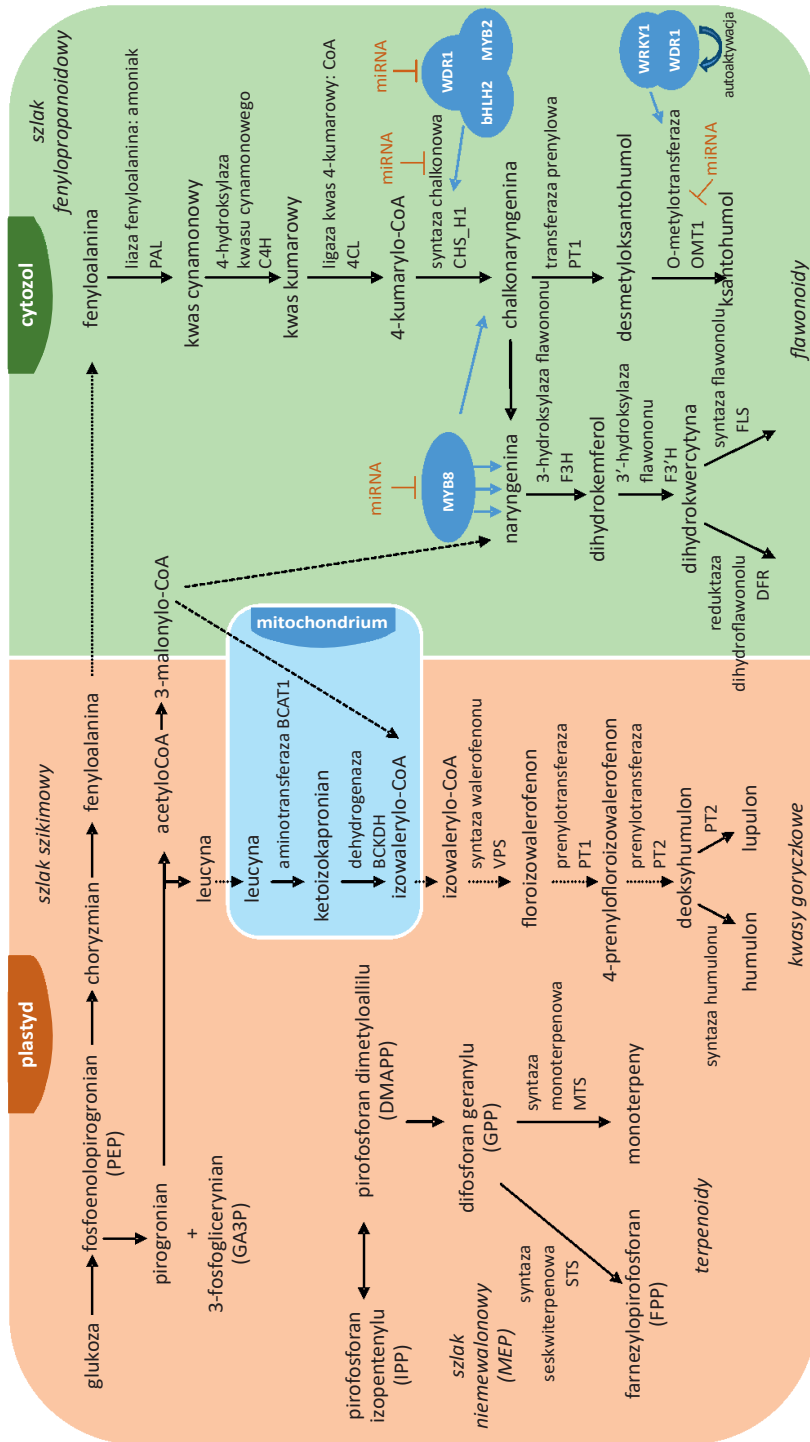 plastyd
cytozol
szlak szikimowy
szlak
fenylopropanoidowy
glukoza
fosfoenolopirogronian
(PEP)
choryzmian
fenyloalanina
fenyloalanina
pirogronian
+
3-fosfoglicerynian
(GA3P)
acetyloCoA
3-malonylo-CoA
leucyna
mitochondrium
leucyna
aminotransferaza BCAT1
ketoizokapronian
dehydrogenaza
BCKDH
izowalerylo-CoA
izowalerylo-CoA
syntaza walerofenonu
VPS
floroizowalerofenon
prenylotransferaza
PT1
4-prenylofloroizowalerofenon
prenylotransferaza
PT2
deoksyhumulon
syntaza humulonu
PT2
humulon
lupulon
kwasy goryczkowe
pirofosforan
izopentenylu
(IPP)
pirofosforan dimetyloallilu
(DMAPP)
szlak
niemewalonowy
(MEP)
difosforan geranylu
(GPP)
syntaza
seskwiterpenowa
STS
syntaza
monoterpenowa
MTS
farnezylopirofosforan
(FPP)
monoterpeny
terpenoidy
liaza fenyloalanina: amoniak
PAL
kwas cynamonowy
4-hydroksylaza
kwasu cynamonowego
C4H
kwas kumarowy
ligaza kwas 4-kumarowy: CoA
4CL
4-kumarylo-CoA
miRNA
miRNA
WDR1
bHLH2
MYB2
syntaza chalkonowa
CHS_H1
miRNA
MYB8
naryngenina
chalkonaryngenina
3-hydroksylaza flawononu
F3H
transferaza prenylowa
PT1
dihydrokemferol
desmetyloksantohumol
3’-hydroksylaza
flawononu
F3’H
O-metylotransferaza
OMT1
WRKY1
WDR1
autoaktywacja
miRNA
dihydrokwercytyna
ksantohumol
reduktaza
dihydroflawonolu
DFR
syntaza flawonolu
FLS
flawonoidy